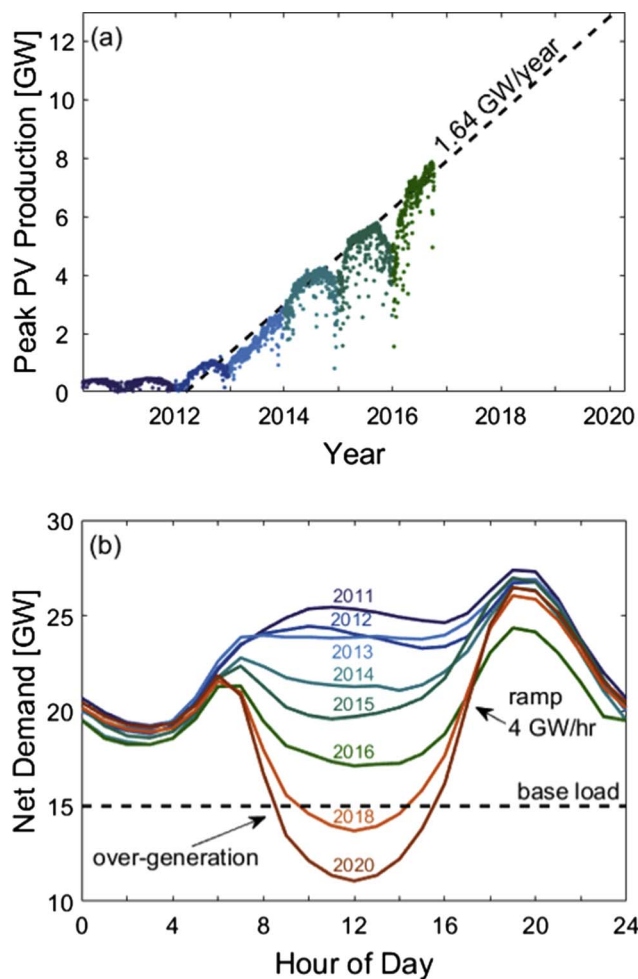 (a)
Peak PV Production [GW]
12
10
8
6
4
2
0
1.64 GW/year
2012
2014
2016
2018
2020
Year
(b)
Net Demand [GW]
30
25
20
15
10
2011
2012
2013
2014
2015
2016
2018
2020
ramp
4 GW/hr
base load
over-generation
0
4
8
12
16
20
24
Hour of Day